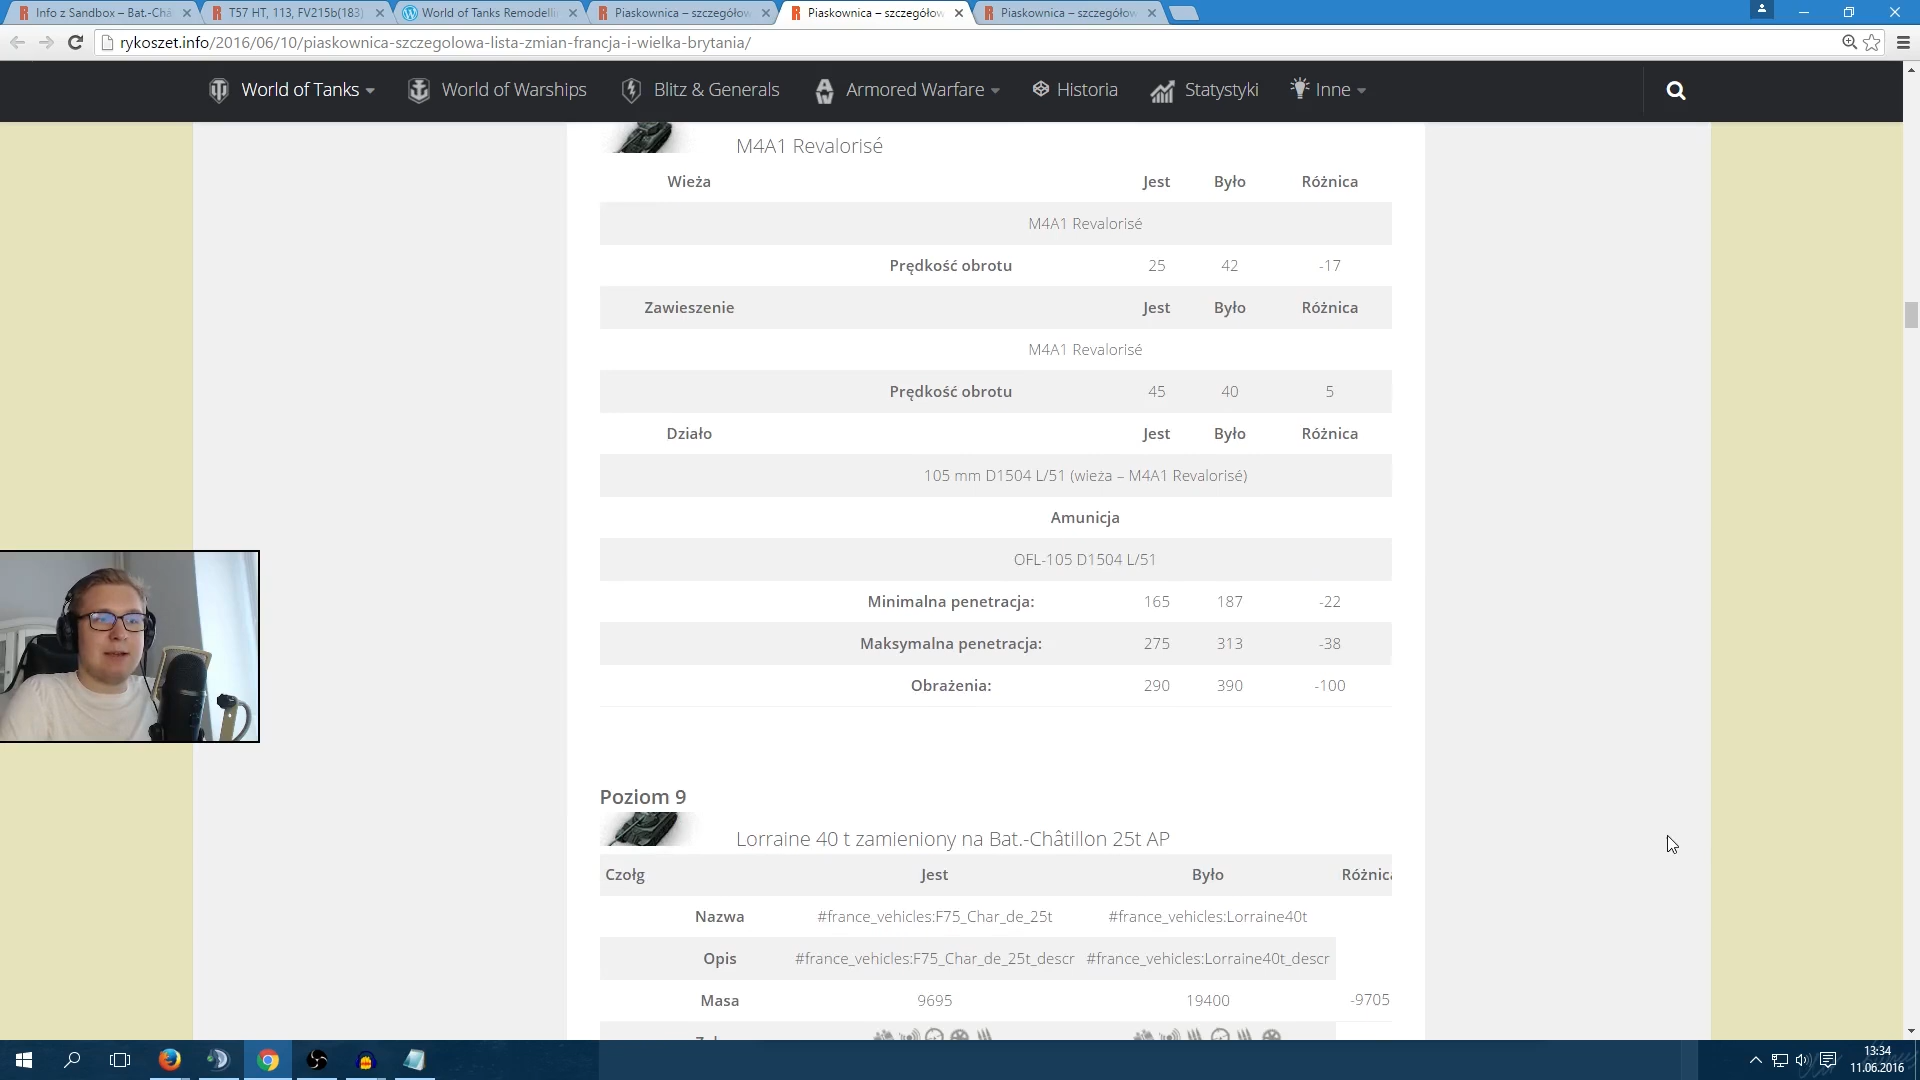 Info z Sandbox – Bat.-Châ
T57 HT, 113, FV215b(183)
World of Tanks Remodelli
Piaskownica – szczegółow
Piaskownica – szczegółow
Piaskownica – szczegółow
rykoszet.info/2016/06/10/piaskownica-szczegolowa-lista-zmian-francja-i-wielka-brytania/
World of Tanks World of Warships Blitz & Generals Armored Warfare Historia Statystyki Inne
M4A1 Revalorisé
Wieża Jest Było Różnica
M4A1 Revalorisé
Prędkość obrotu 25 42 -17
Zawieszenie Jest Było Różnica
M4A1 Revalorisé
Prędkość obrotu 45 40 5
Działo Jest Było Różnica
105 mm D1504 L/51 (wieża – M4A1 Revalorisé)
Amunicja
OFL-105 D1504 L/51
Minimalna penetracja: 165 187 -22
Maksymalna penetracja: 275 313 -38
Obrażenia: 290 390 -100
Poziom 9
Lorraine 40 t zamieniony na Bat.-Châtillon 25t AP
Czołg Jest Było Różnica
Nazwa #france_vehicles:F75_Char_de_25t #france_vehicles:Lorraine40t
Opis #france_vehicles:F75_Char_de_25t_descr #france_vehicles:Lorraine40t_descr
Masa 9695 19400 -9705
13:34
11.06.2016